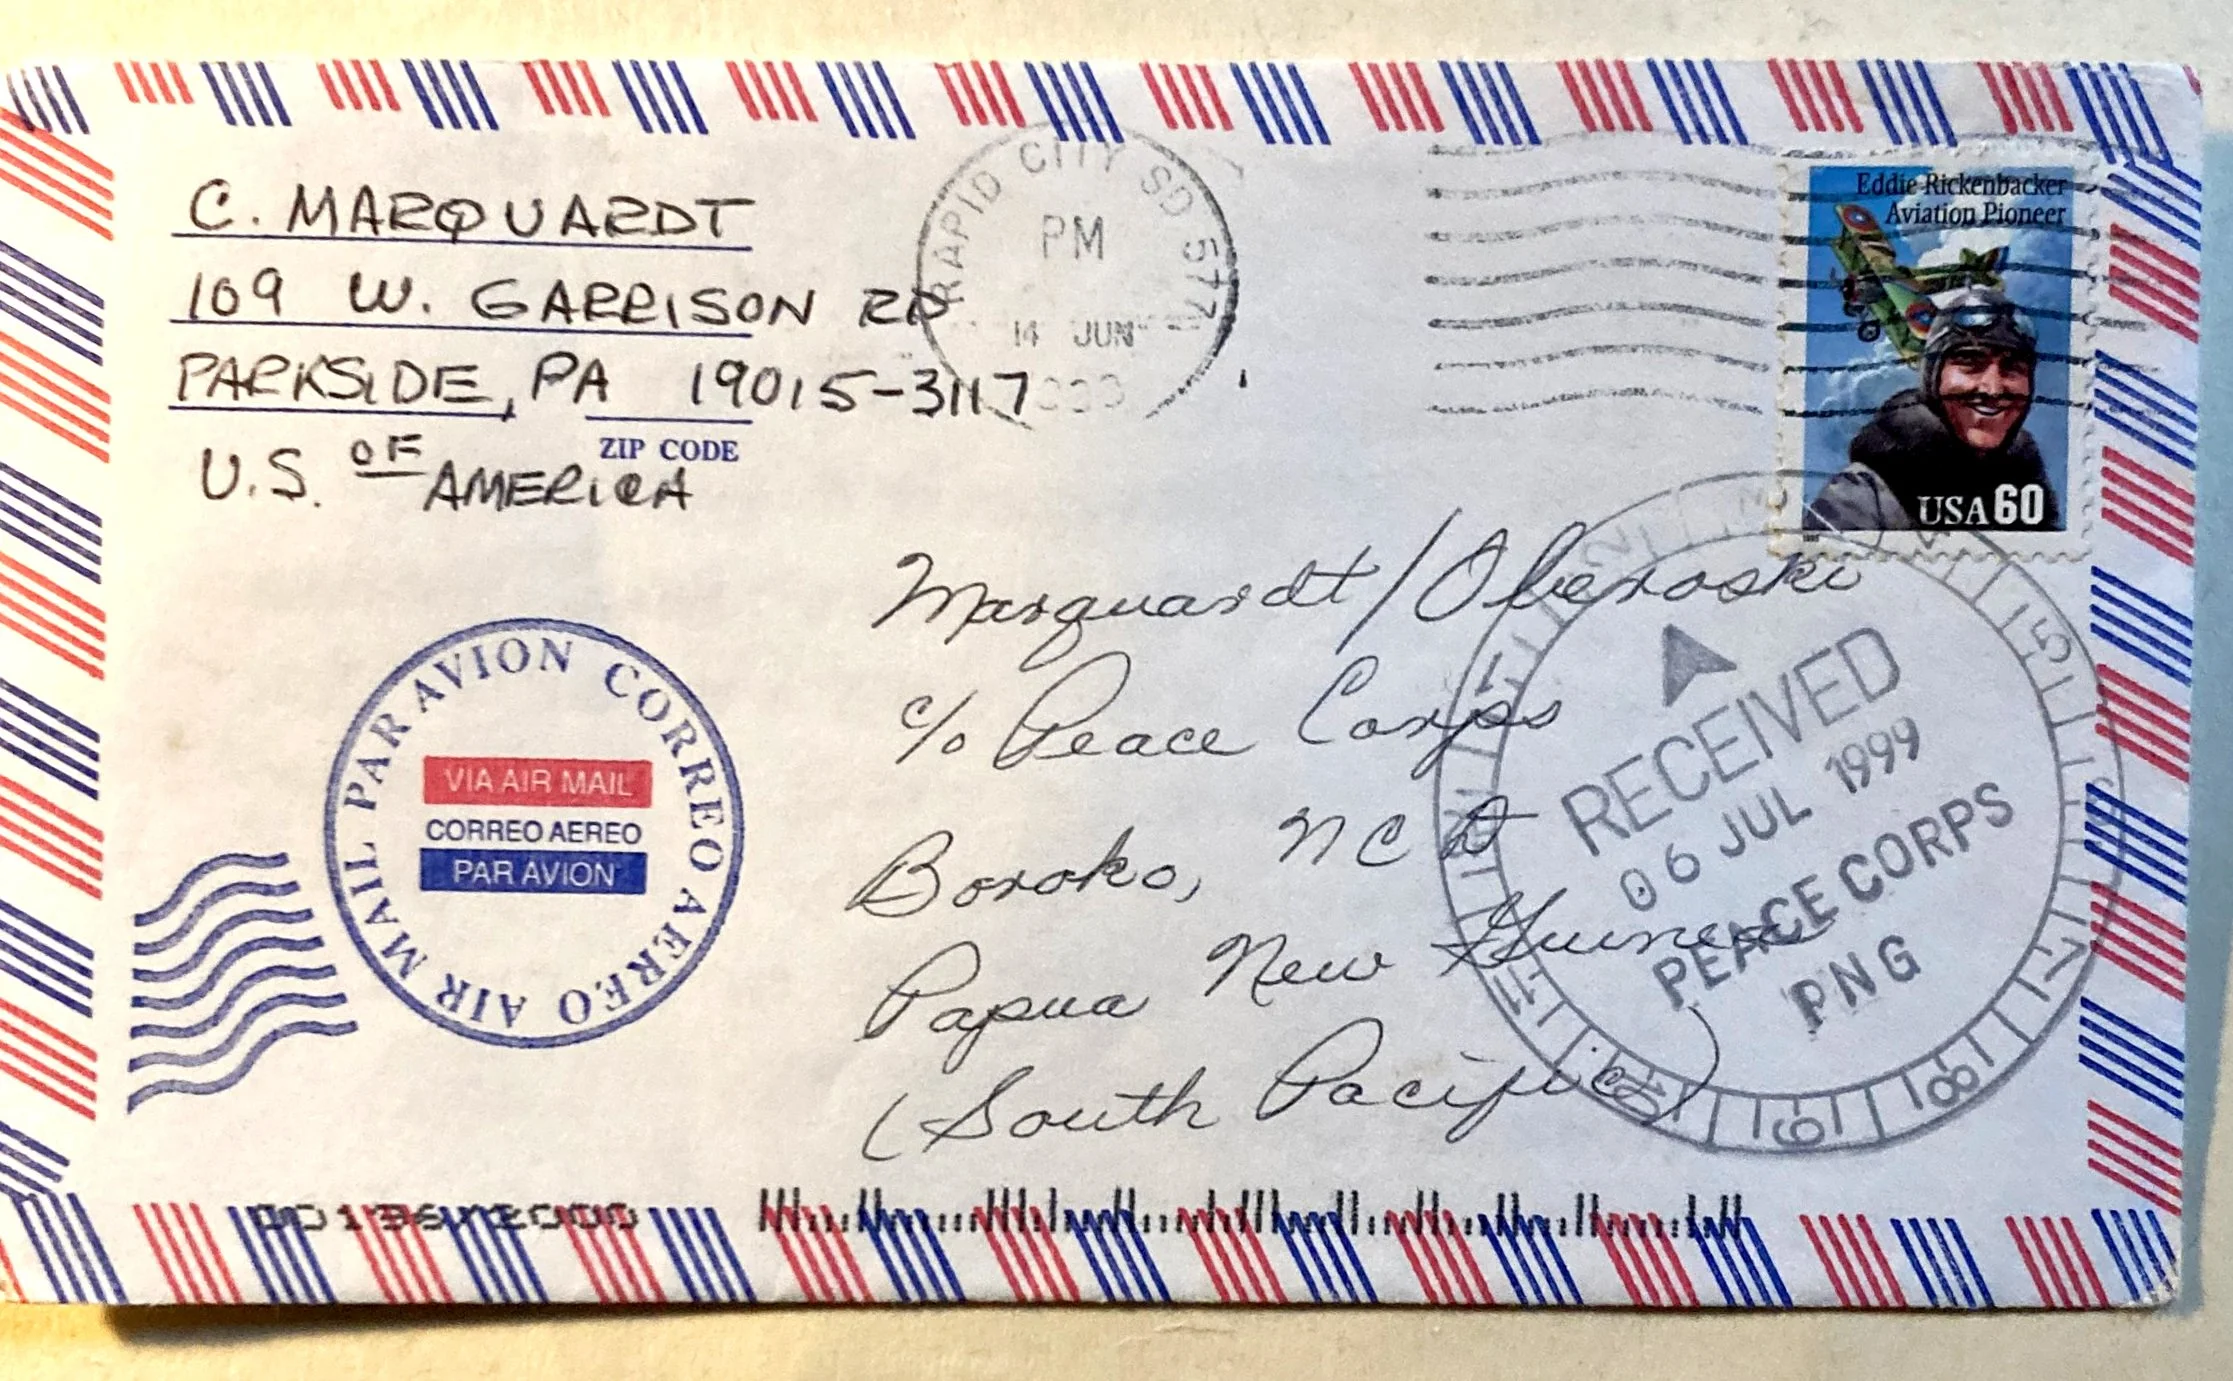 C. MARQUARDT
109 W. GARRISON RD
PARKSIDE, PA 19015-3117
ZIP CODE
U.S. OF AMERICA
RAPID CITY SD 577
PM
14 JUN
Eddie Rickenbacker
Aviation Pioneer
USA 60
AIR MAIL PAR AVION CORREO AEREO
VIA AIR MAIL
CORREO AEREO
PAR AVION
Marquardt/Oberoski
c/o Peace Corps
Boroko, NCD
Papua New Guinea
(South Pacific)
RECEIVED
06 JUL 1999
PEACE CORPS
PNG